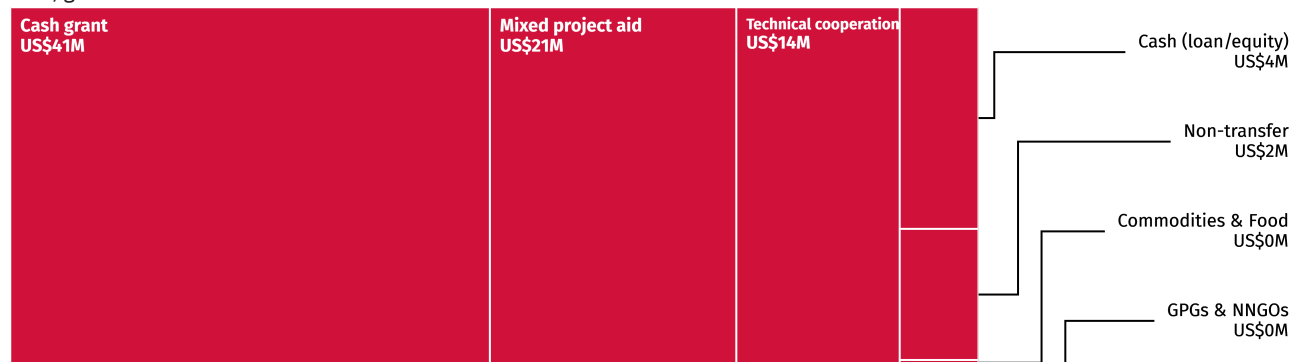 Cash grant
US$41M
Mixed project aid
US$21M
Technical cooperation
US$14M
Cash (loan/equity)
US$4M
Non-transfer
US$2M
Commodities & Food
US$0M
GPGs & NNGOs
US$0M